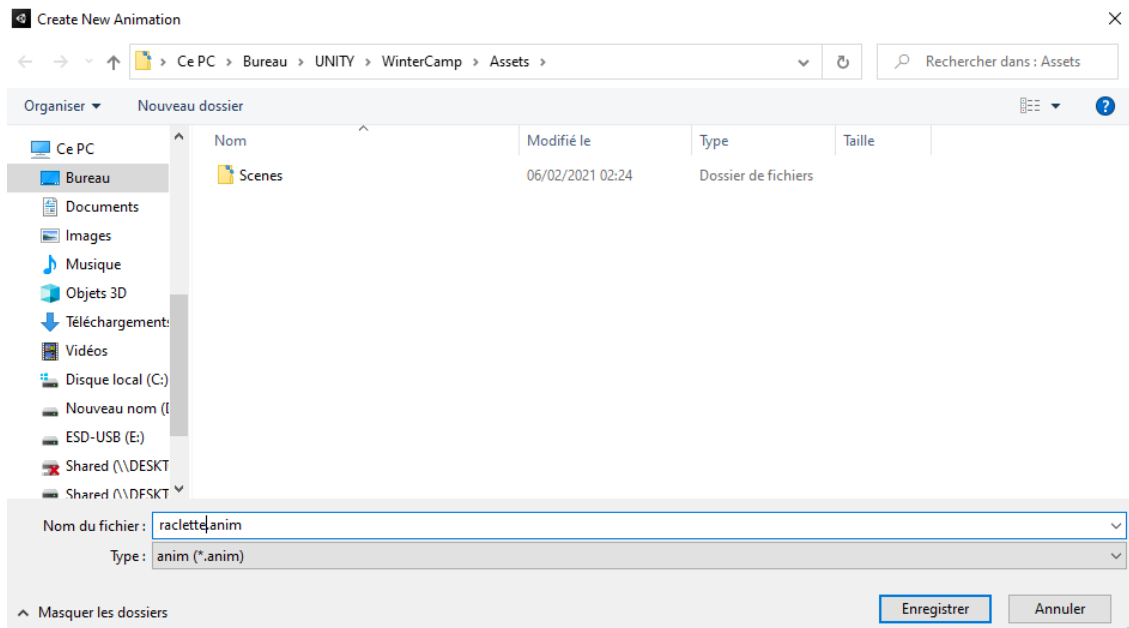 Create New Animation
Ce PC > Bureau > UNITY > WinterCamp > Assets >
Rechercher dans : Assets
Organiser
Nouveau dossier
Nom
Modifié le
Type
Taille
Ce PC
Bureau
Documents
Images
Musique
Objets 3D
Téléchargements
Vidéos
Disque local (C:)
Nouveau nom (D
ESD-USB (E:)
Shared (\\DESKT
Shared (\\DESKT
Scenes
06/02/2021 02:24
Dossier de fichiers
Nom du fichier : raclette.anim
Type : anim (*.anim)
Masquer les dossiers
Enregistrer
Annuler